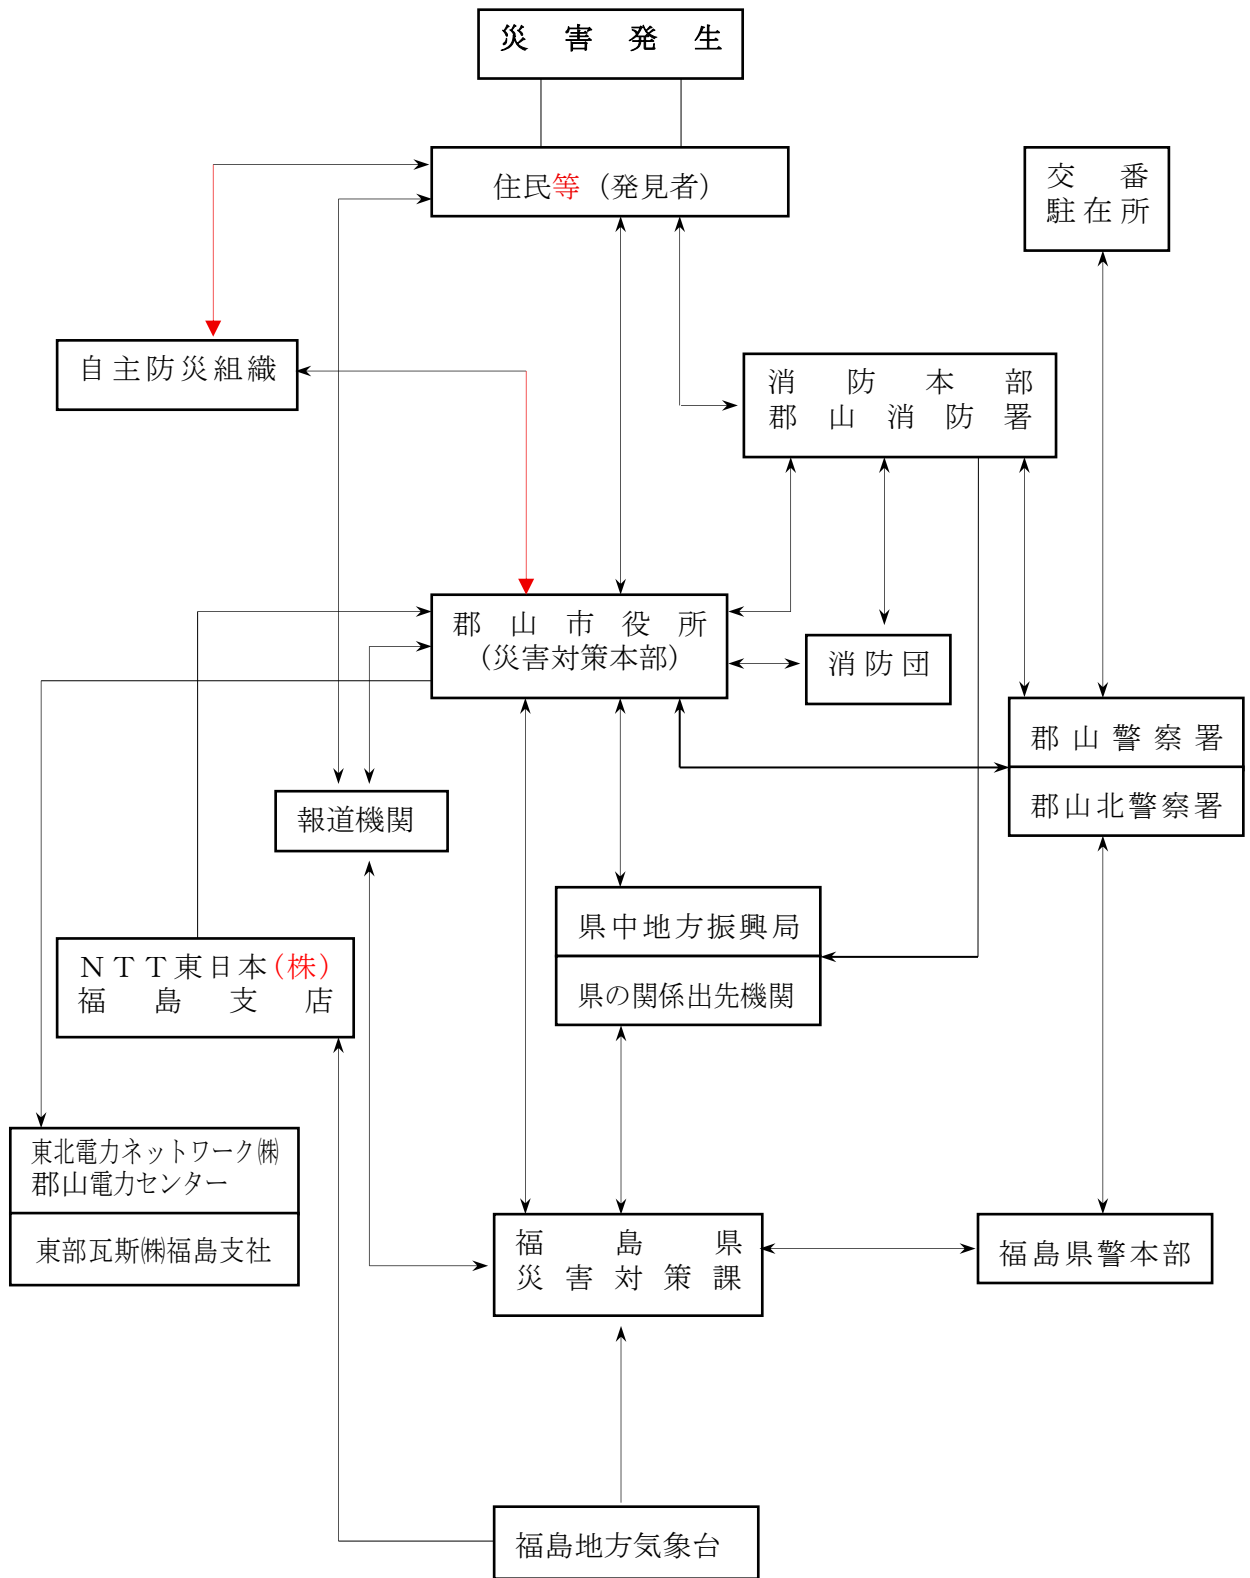 災害発生
住民等（発見者）
交番
駐在所
自主防災組織
消防本部
郡山消防署
郡山市役所
（災害対策本部）
消防団
郡山警察署
郡山北警察署
報道機関
県中地方振興局
県の関係出先機関
ＮＴＴ東日本（株）
福島支店
東北電力ネットワーク㈱
郡山電力センター
東部瓦斯㈱福島支社
福島県
災害対策課
福島県警本部
福島地方気象台